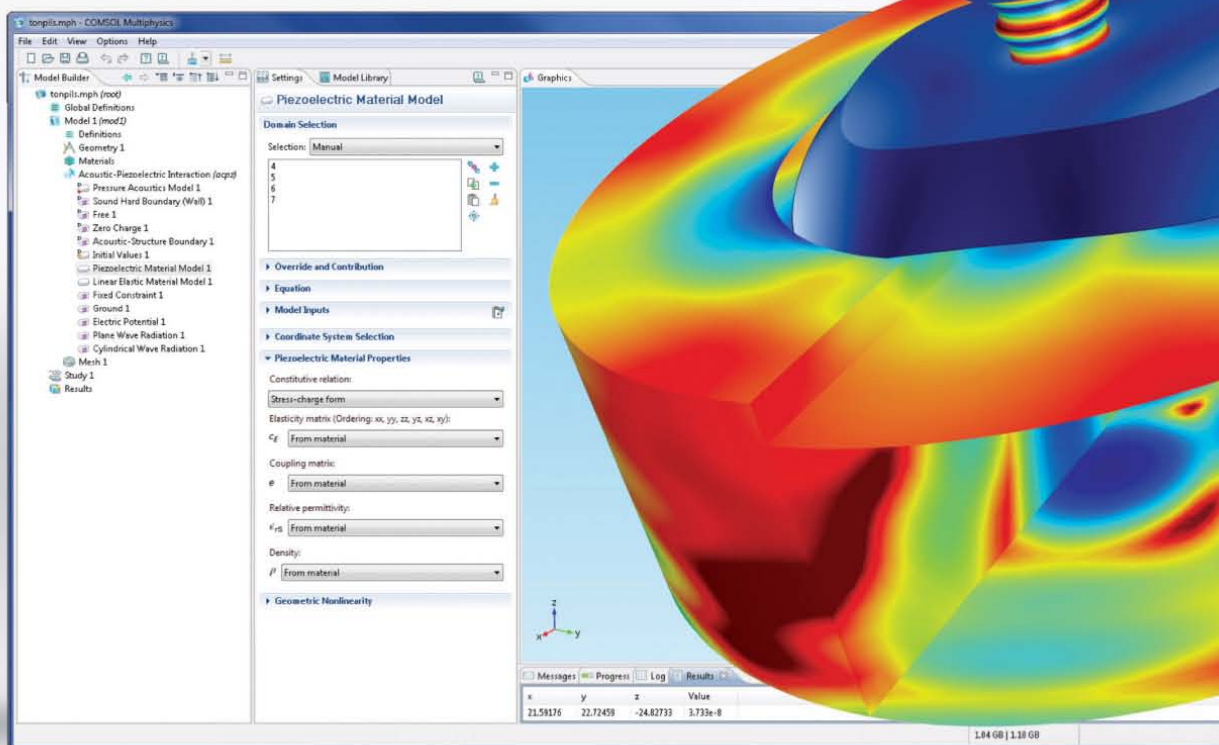 tonpils.mph - COMSOL Multiphysics
File Edit View Options Help
Model Builder
tonpils.mph (root)
Global Definitions
Model 1 (mod1)
Definitions
Geometry 1
Materials
Acoustic-Piezoelectric Interaction (acpz)
Pressure Acoustics Model 1
Sound Hard Boundary (Wall) 1
Free 1
Zero Charge 1
Acoustic-Structure Boundary 1
Initial Values 1
Piezoelectric Material Model 1
Linear Elastic Material Model 1
Fixed Constraint 1
Ground 1
Electric Potential 1
Plane Wave Radiation 1
Cylindrical Wave Radiation 1
Mesh 1
Study 1
Results
Settings Model Library
Piezoelectric Material Model
Domain Selection
Selection: Manual
4
5
6
7
Override and Contribution
Equation
Model Inputs
Coordinate System Selection
Piezoelectric Material Properties
Constitutive relation:
Stress-charge form
Elasticity matrix (Ordering: xx, yy, zz, yz, xz, xy):
cE From material
Coupling matrix:
e From material
Relative permittivity:
εrS From material
Density:
ρ From material
Geometric Nonlinearity
Graphics
z
x y
Messages Progress Log Results
x y z Value
21.59176 22.72459 -24.82733 3.733e-8
1.04 GB | 1.10 GB